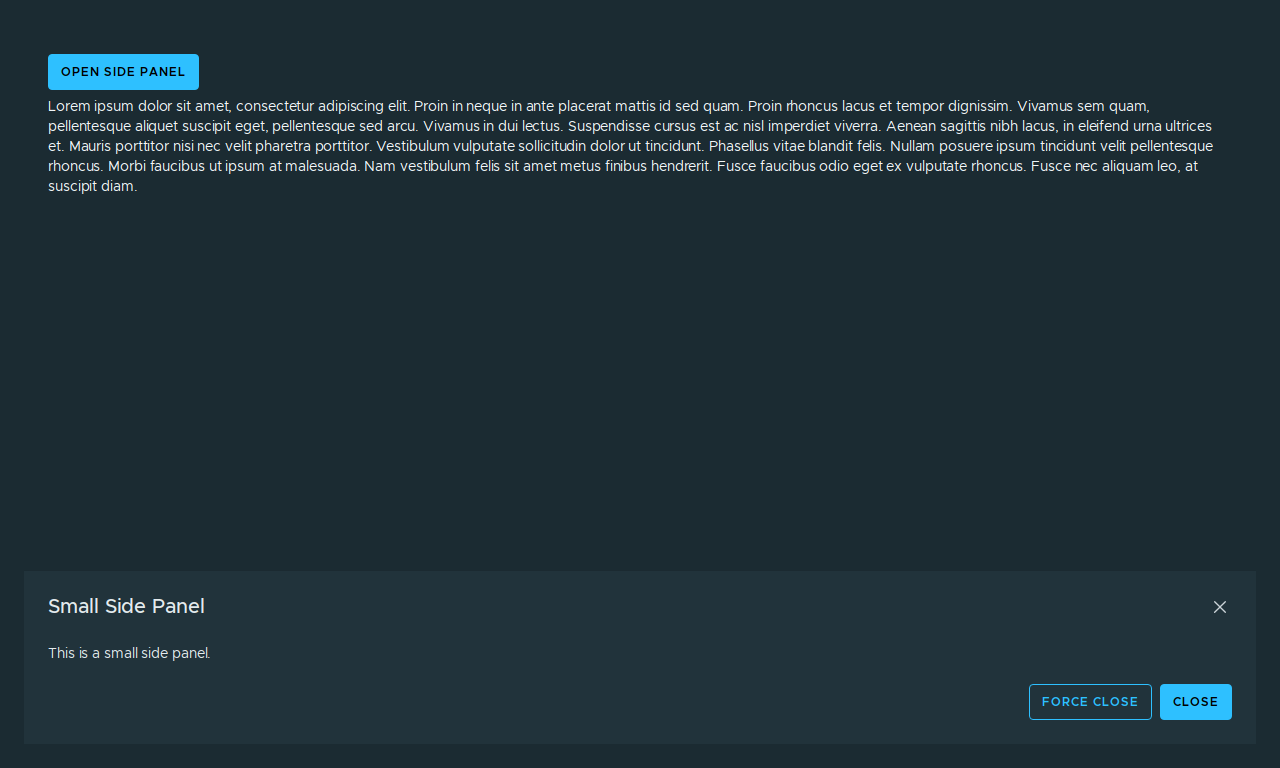 OPEN SIDE PANEL
Lorem ipsum dolor sit amet, consectetur adipiscing elit. Proin in neque in ante placerat mattis id sed quam. Proin rhoncus lacus et tempor dignissim. Vivamus sem quam,
pellentesque aliquet suscipit eget, pellentesque sed arcu. Vivamus in dui lectus. Suspendisse cursus est ac nisl imperdiet viverra. Aenean sagittis nibh lacus, in eleifend urna ultrices
et. Mauris porttitor nisi nec velit pharetra porttitor. Vestibulum vulputate sollicitudin dolor ut tincidunt. Phasellus vitae blandit felis. Nullam posuere ipsum tincidunt velit pellentesque
rhoncus. Morbi faucibus ut ipsum at malesuada. Nam vestibulum felis sit amet metus finibus hendrerit. Fusce faucibus odio eget ex vulputate rhoncus. Fusce nec aliquam leo, at
suscipit diam.
Small Side Panel
This is a small side panel.
FORCE CLOSE
CLOSE